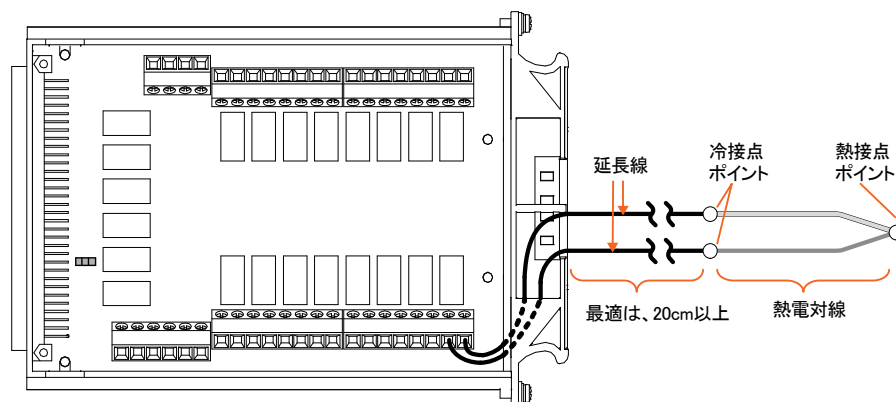 延長線
冷接点
ポイント
熱接点
ポイント
最適は、20cm以上
熱電対線